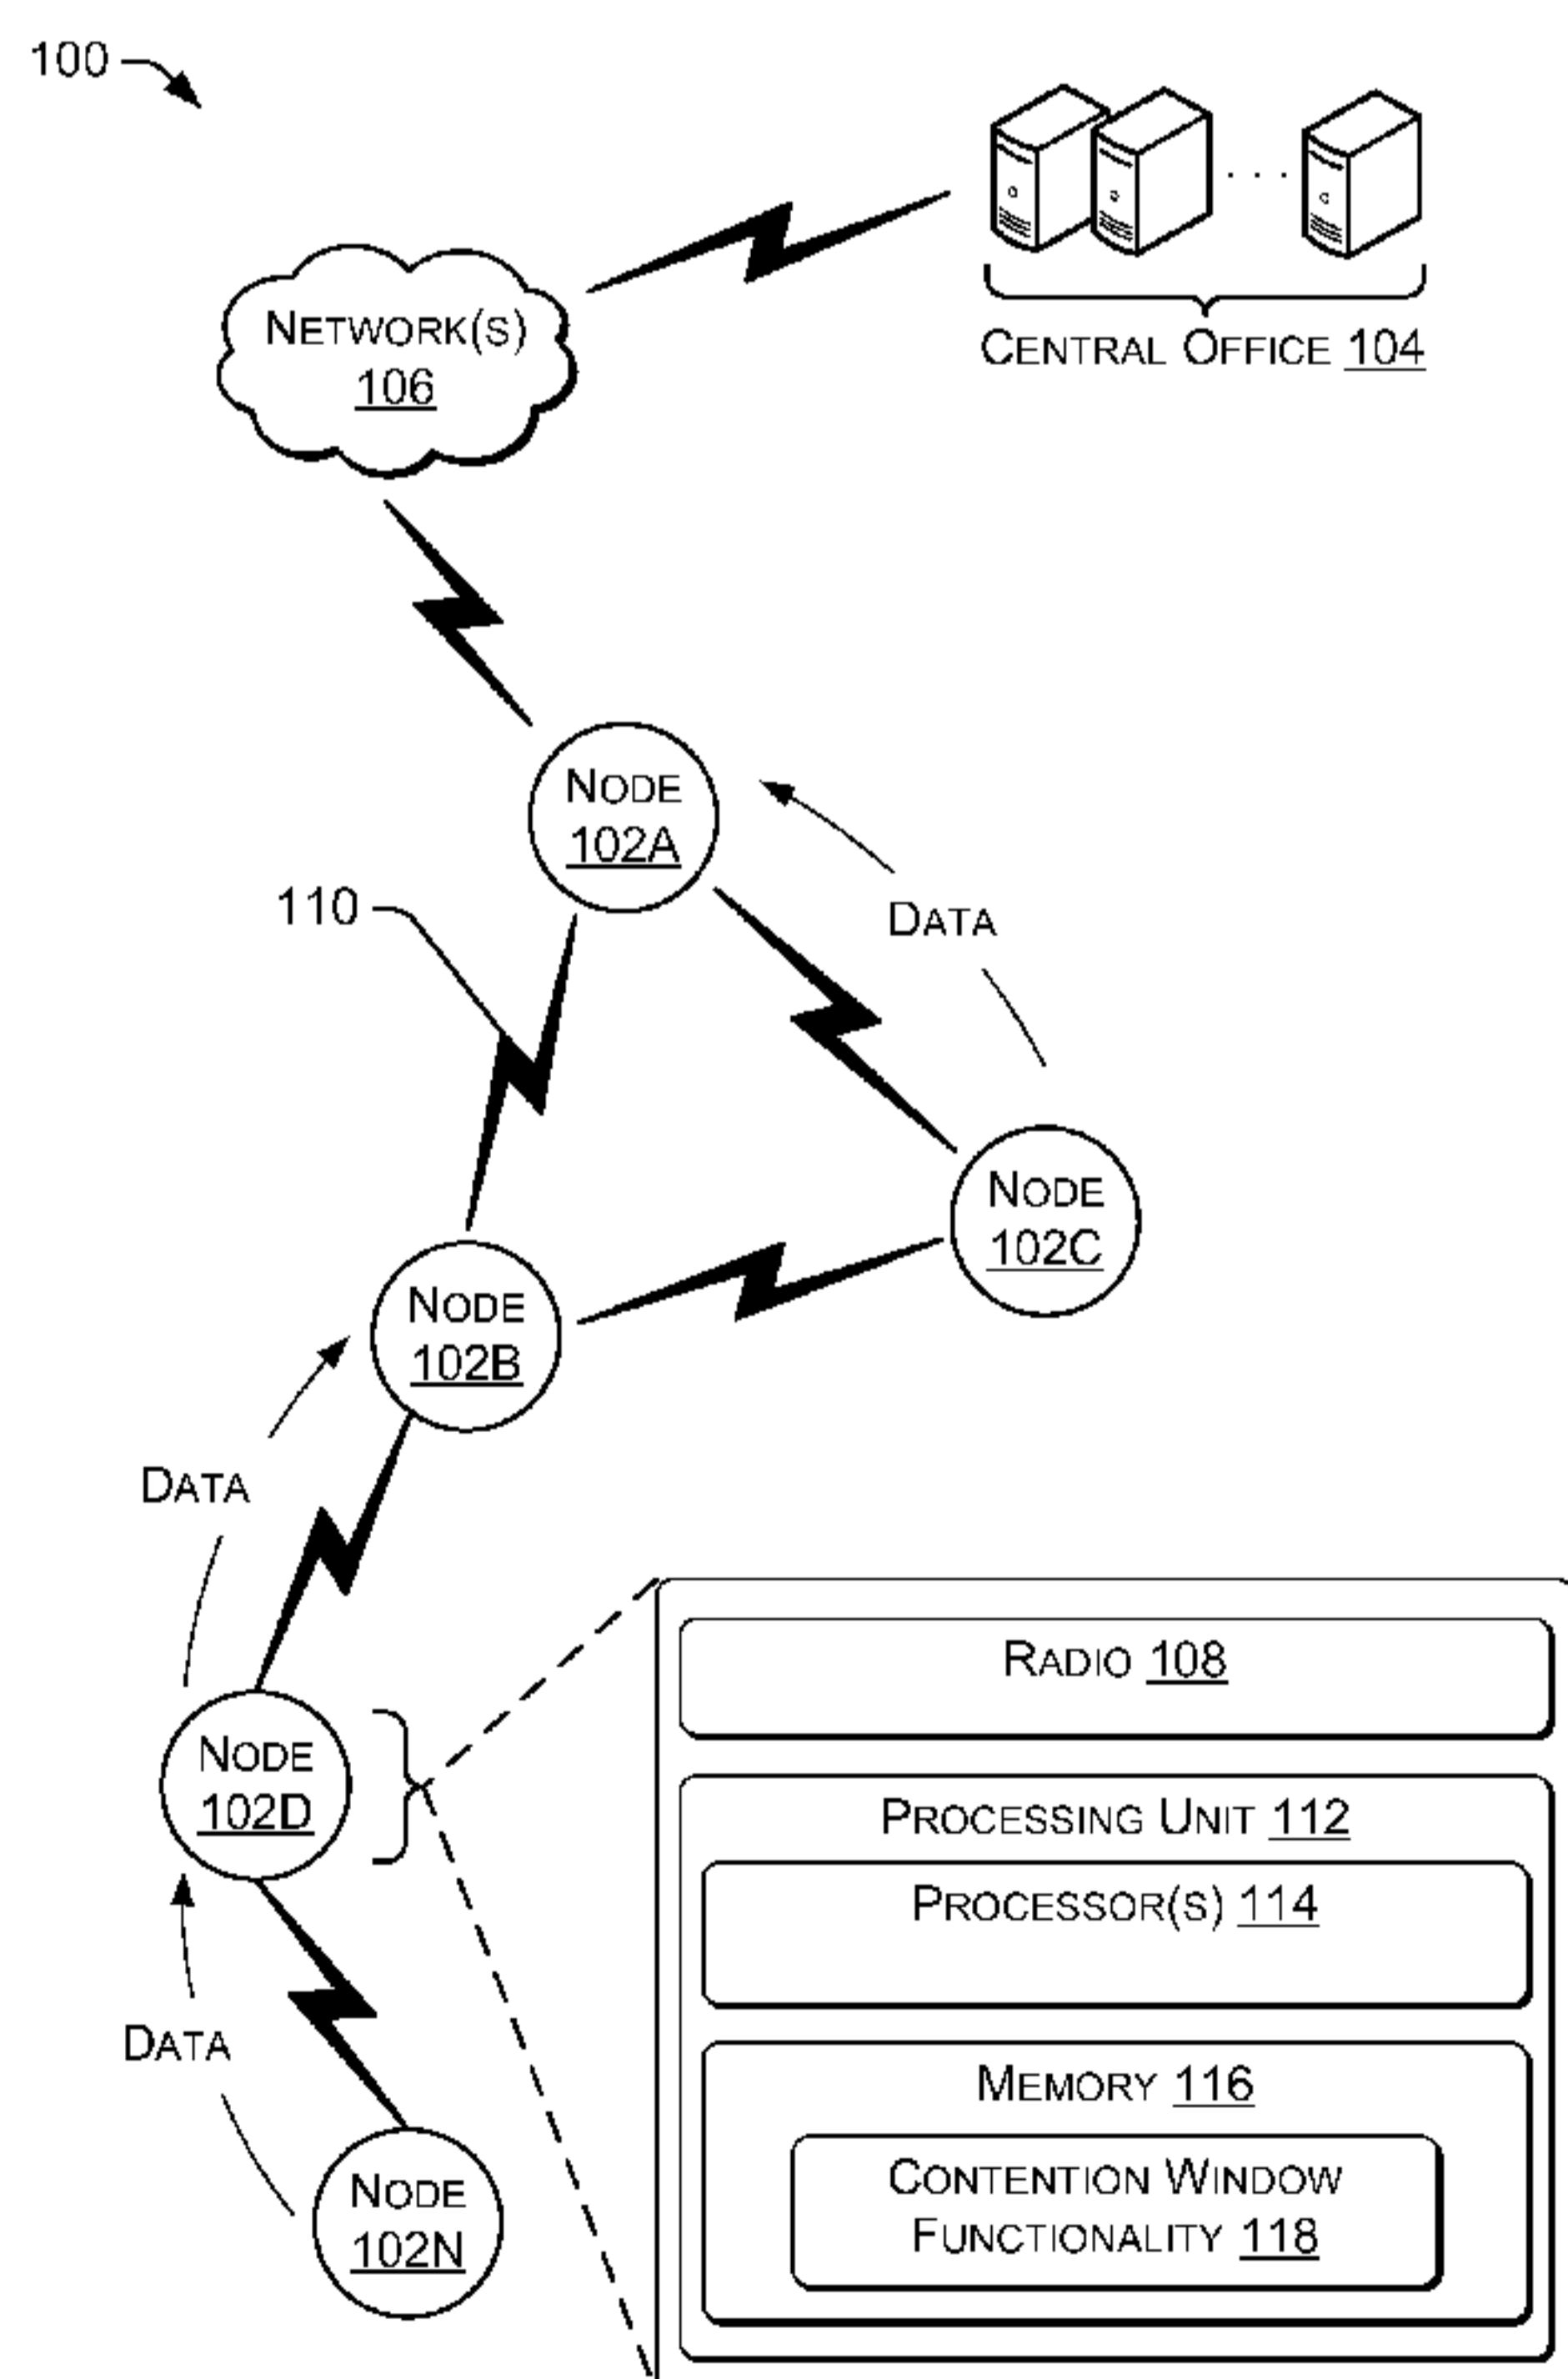 100
NETWORK(S)
106
CENTRAL OFFICE 104
NODE
102A
110
DATA
NODE
102C
NODE
102B
DATA
RADIO 108
NODE
102D
PROCESSING UNIT 112
PROCESSOR(S) 114
DATA
MEMORY 116
NODE
102N
CONTENTION WINDOW
FUNCTIONALITY 118